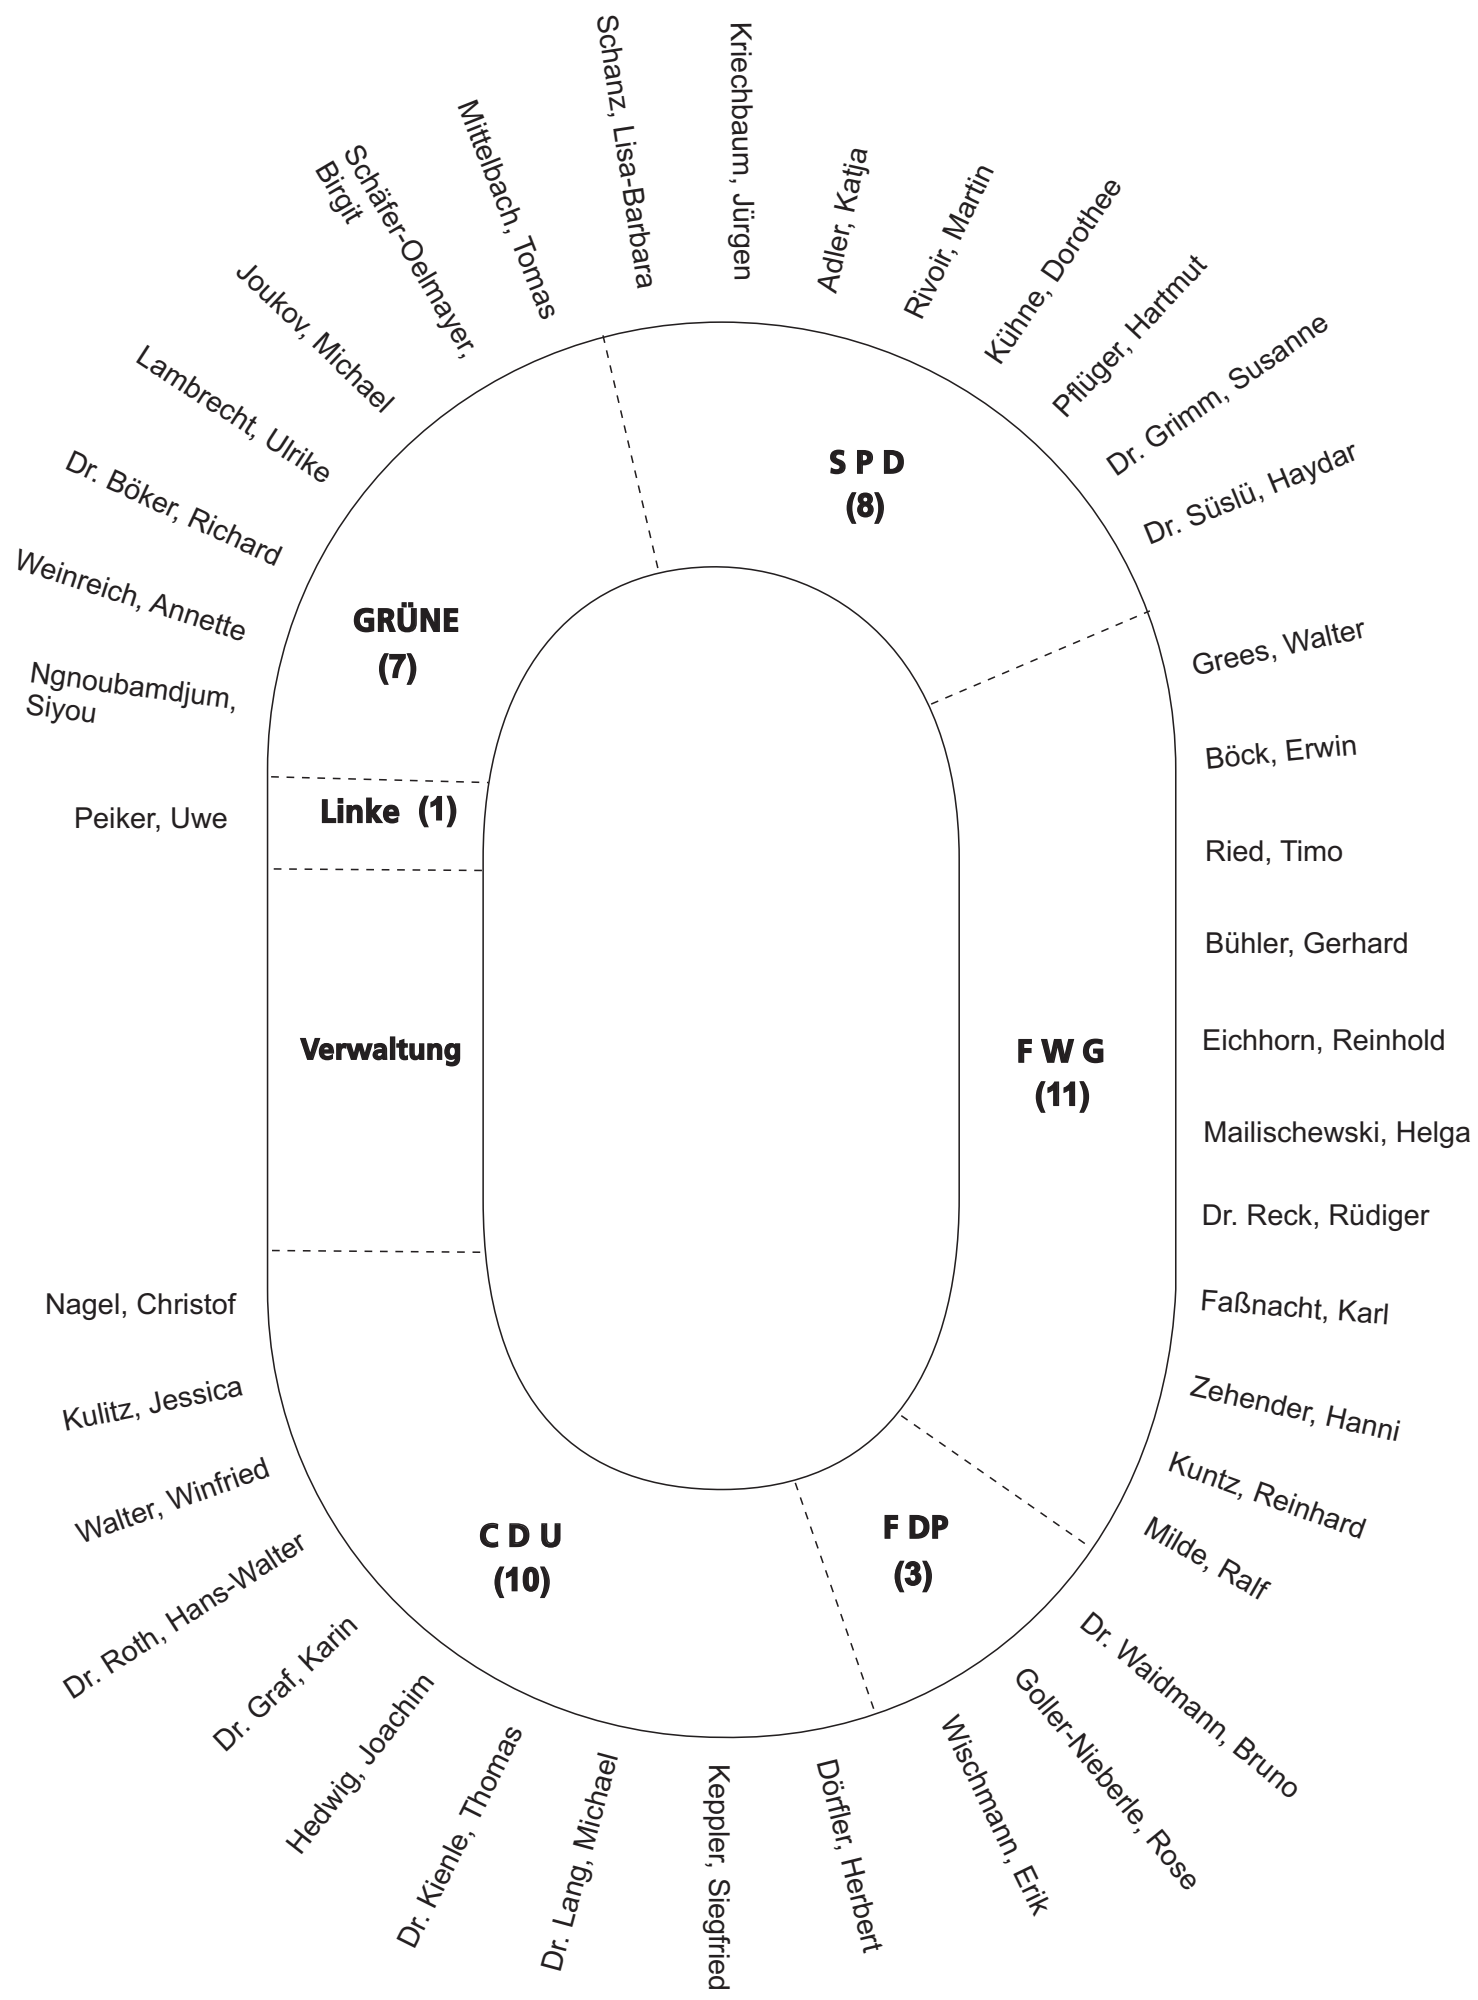 Schanz, Lisa-Barbara
Kriechbaum, Jürgen
Adler, Katja
Rivoir, Martin
Kühne, Dorothee
Pflüger, Hartmut
Dr. Grimm, Susanne
Dr. Süslü, Haydar
S P D
(8)
Mittelbach, Tomas
Schäfer-Oelmayer,
Birgit
Joukov, Michael
Lambrecht, Ulrike
Dr. Böker, Richard
Weinreich, Annette
Ngnoubamdjum,
Siyou
GRÜNE
(7)
Peiker, Uwe
Linke (1)
Verwaltung
Grees, Walter
Böck, Erwin
Ried, Timo
Bühler, Gerhard
Eichhorn, Reinhold
Mailischewski, Helga
Dr. Reck, Rüdiger
Faßnacht, Karl
Zehender, Hanni
Kuntz, Reinhard
Milde, Ralf
F W G
(11)
Dr. Waidmann, Bruno
Goller-Nieberle, Rose
Wischmann, Erik
F DP
(3)
Nagel, Christof
Kulitz, Jessica
Walter, Winfried
Dr. Roth, Hans-Walter
Dr. Graf, Karin
Hedwig, Joachim
Dr. Kienle, Thomas
Dr. Lang, Michael
Keppler, Siegfried
Dörfler, Herbert
C D U
(10)